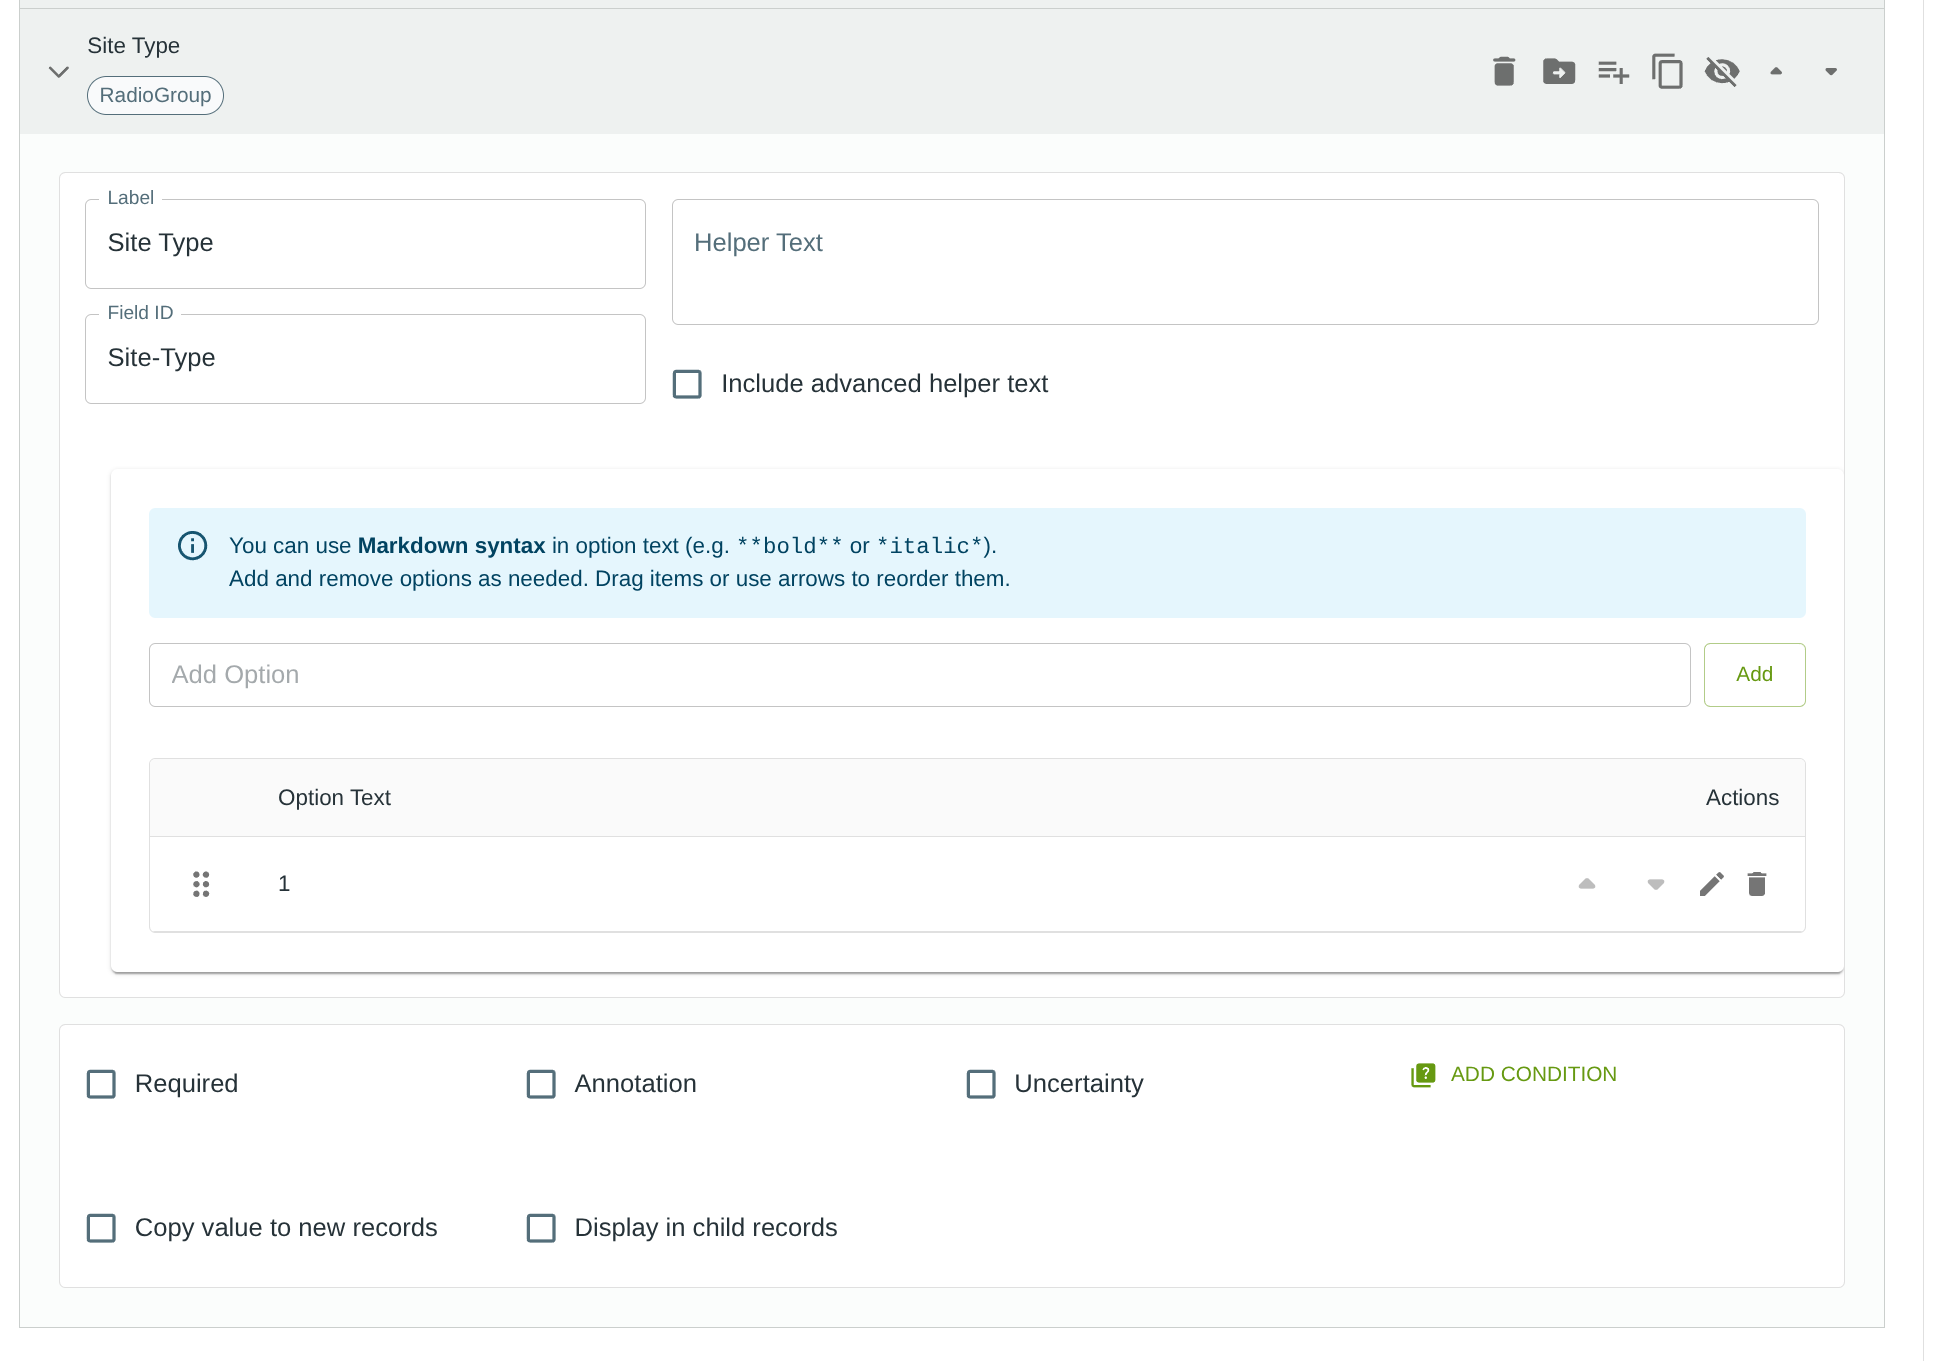 Site Type
RadioGroup
Label
Site Type
Helper Text
Field ID
Site-Type
Include advanced helper text
You can use Markdown syntax in option text (e.g. **bold** or *italic*).
Add and remove options as needed. Drag items or use arrows to reorder them.
Add Option
Add
Option Text
Actions
1
Required
Annotation
Uncertainty
ADD CONDITION
Copy value to new records
Display in child records